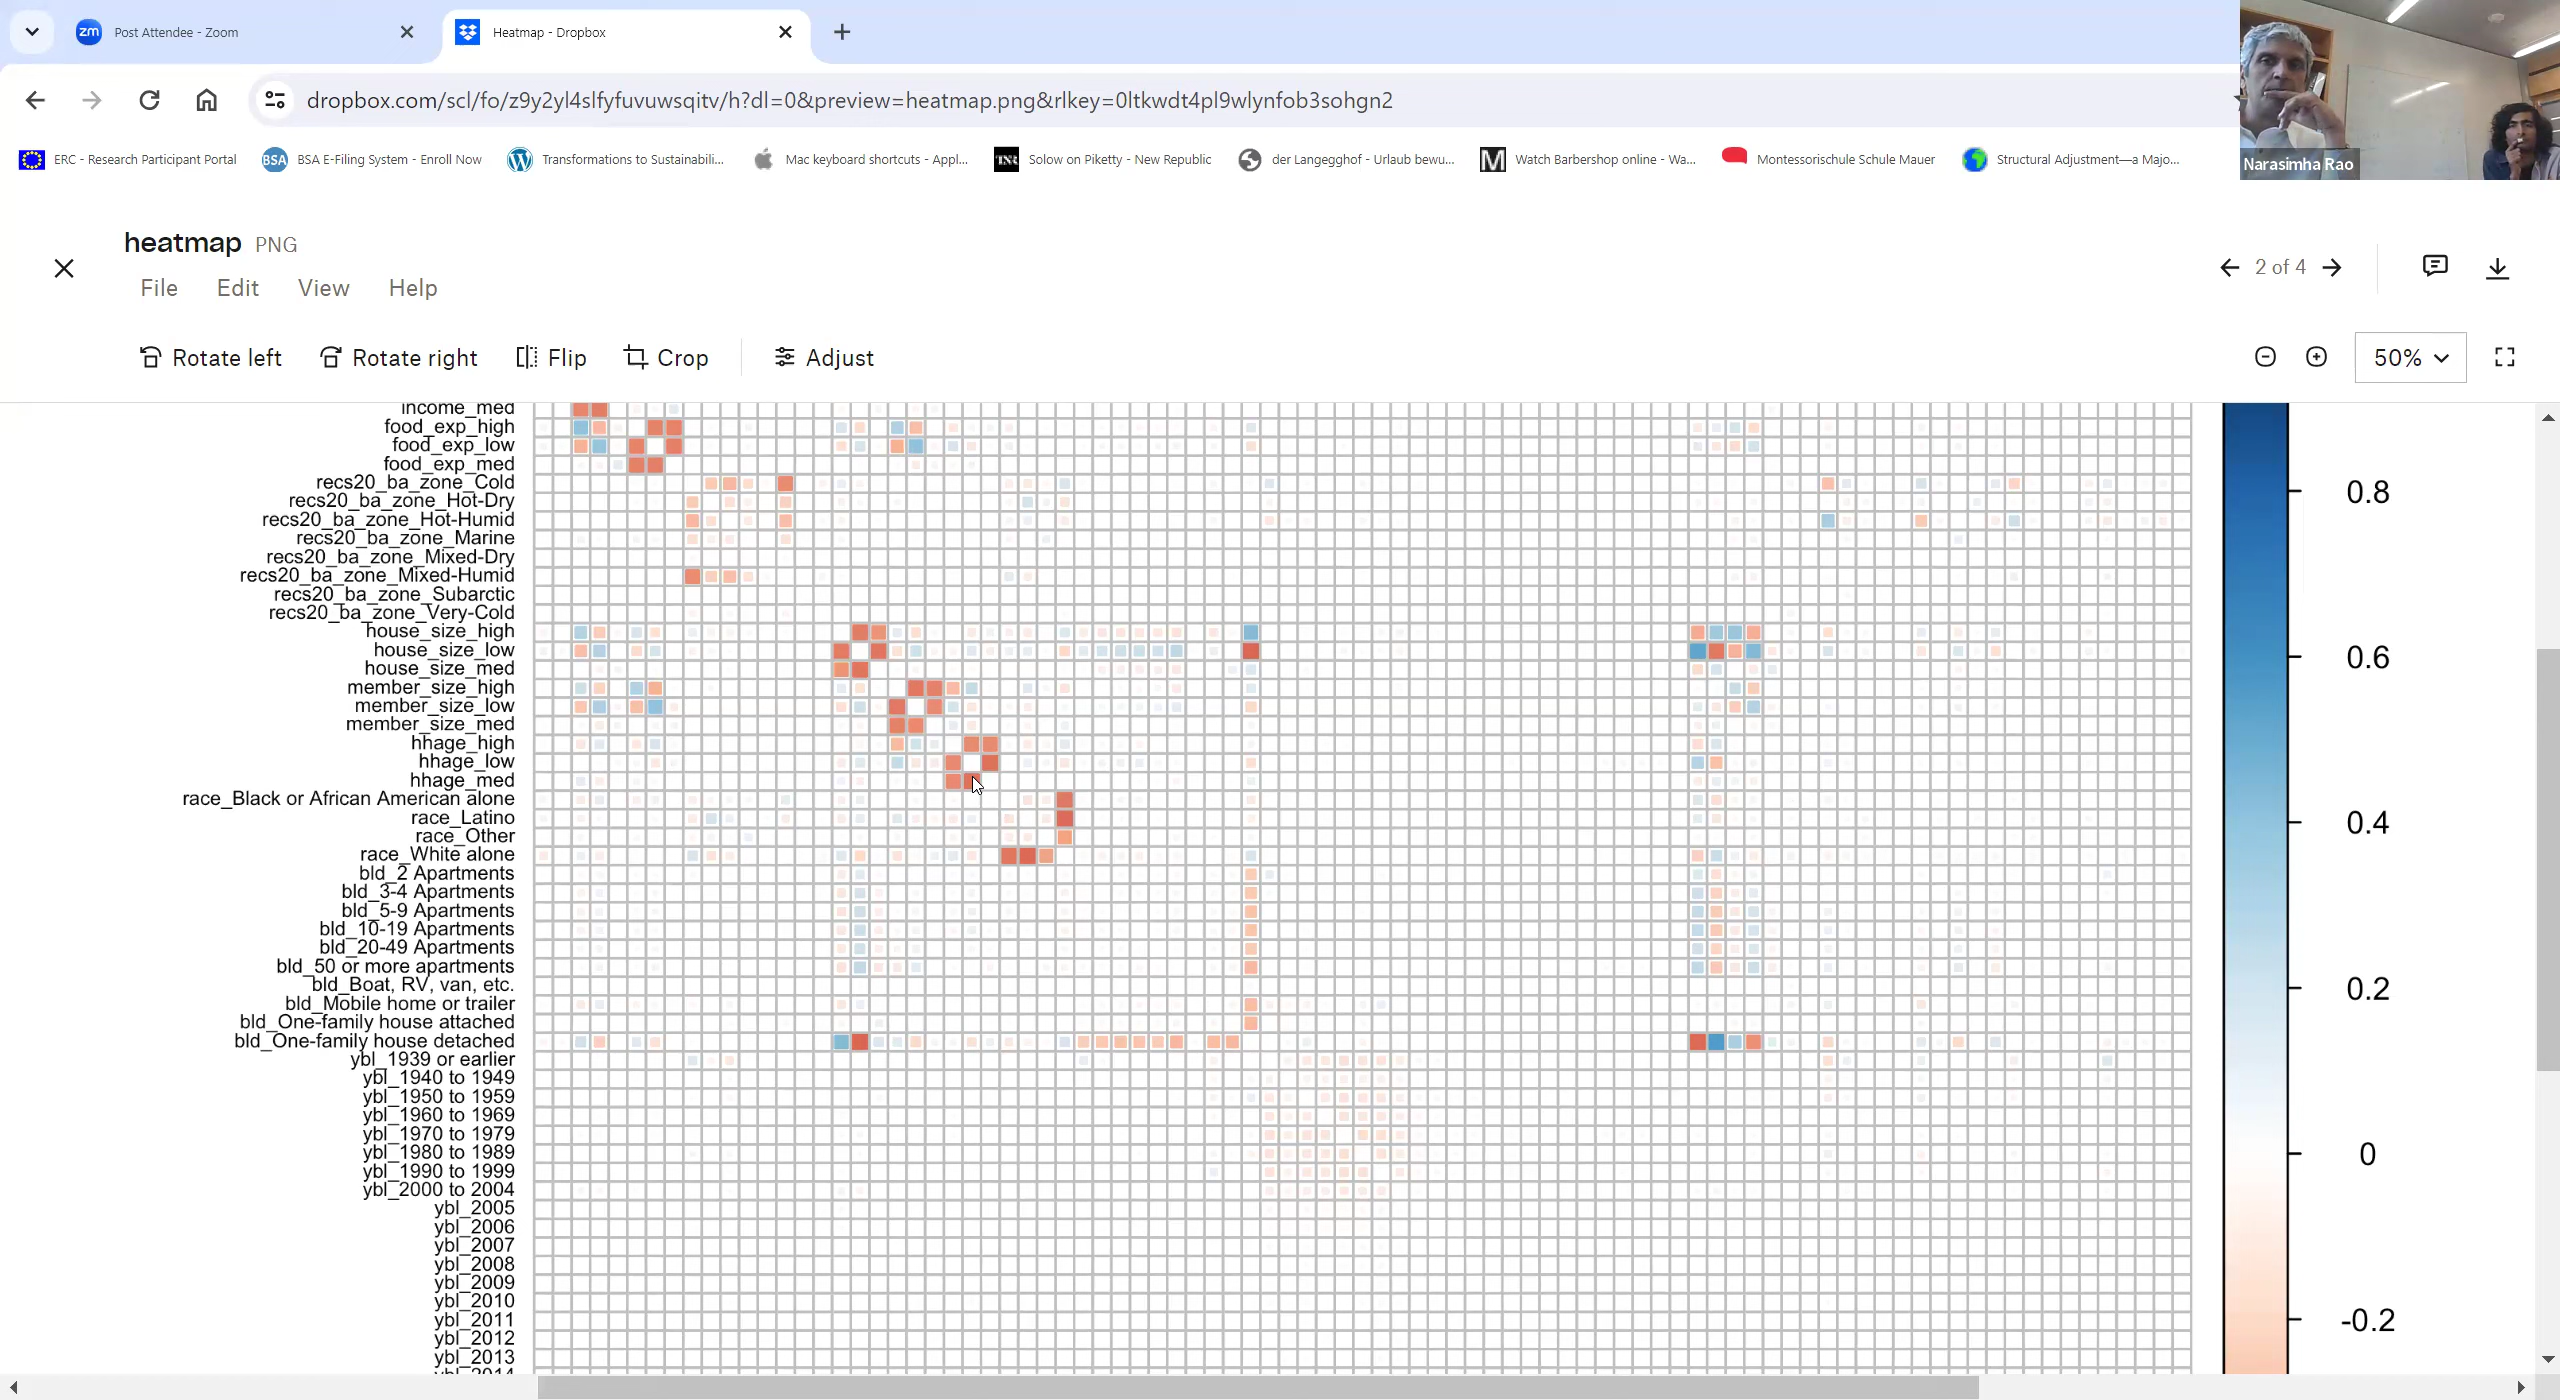 Post Attendee - Zoom
Heatmap - Dropbox
dropbox.com/scl/fo/z9y2yl4slfyfuvuwsqitv/h?dl=0&preview=heatmap.png&rlkey=0ltkwdt4pl9wlynfob3sohgn2
ERC - Research Participant Portal
BSA E-Filing System - Enroll Now
Transformations to Sustainabili...
Mac keyboard shortcuts - Appl...
Solow on Piketty - New Republic
der Langegghof - Urlaub bewu...
Watch Barbershop online - Wa...
Montessorischule Schule Mauer
Structural Adjustment—a Majo...
Narasimha Rao
heatmap PNG
File Edit View Help
2 of 4
Rotate left Rotate right Flip Crop Adjust
50%
income_med
food_exp_high
food_exp_low
food_exp_med
recs20_ba_zone_Cold
recs20_ba_zone_Hot-Dry
recs20_ba_zone_Hot-Humid
recs20_ba_zone_Marine
recs20_ba_zone_Mixed-Dry
recs20_ba_zone_Mixed-Humid
recs20_ba_zone_Subarctic
recs20_ba_zone_Very-Cold
house_size_high
house_size_low
house_size_med
member_size_high
member_size_low
member_size_med
hhage_high
hhage_low
hhage_med
race_Black or African American alone
race_Latino
race_Other
race_White alone
bld_2 Apartments
bld_3-4 Apartments
bld_5-9 Apartments
bld_10-19 Apartments
bld_20-49 Apartments
bld_50 or more apartments
bld_Boat, RV, van, etc.
bld_Mobile home or trailer
bld_One-family house attached
bld_One-family house detached
ybl_1939 or earlier
ybl_1940 to 1949
ybl_1950 to 1959
ybl_1960 to 1969
ybl_1970 to 1979
ybl_1980 to 1989
ybl_1990 to 1999
ybl_2000 to 2004
ybl_2005
ybl_2006
ybl_2007
ybl_2008
ybl_2009
ybl_2010
ybl_2011
ybl_2012
ybl_2013
0.8
0.6
0.4
0.2
0
-0.2